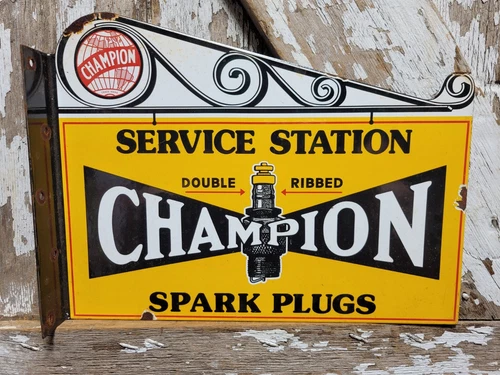 CHAMPION
SERVICE STATION
DOUBLE RIBBED
CHAMPION
SPARK PLUGS